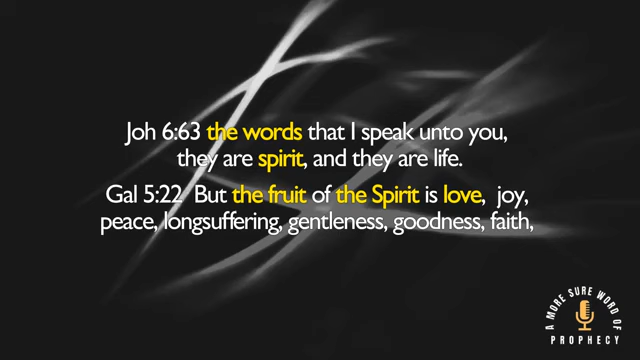 Joh 6:63 the words that I speak unto you,
they are spirit, and they are life.
Gal 5:22 But the fruit of the Spirit is love, joy,
peace, longsuffering, gentleness, goodness, faith,
A MORE SURE WORD OF
PROPHECY